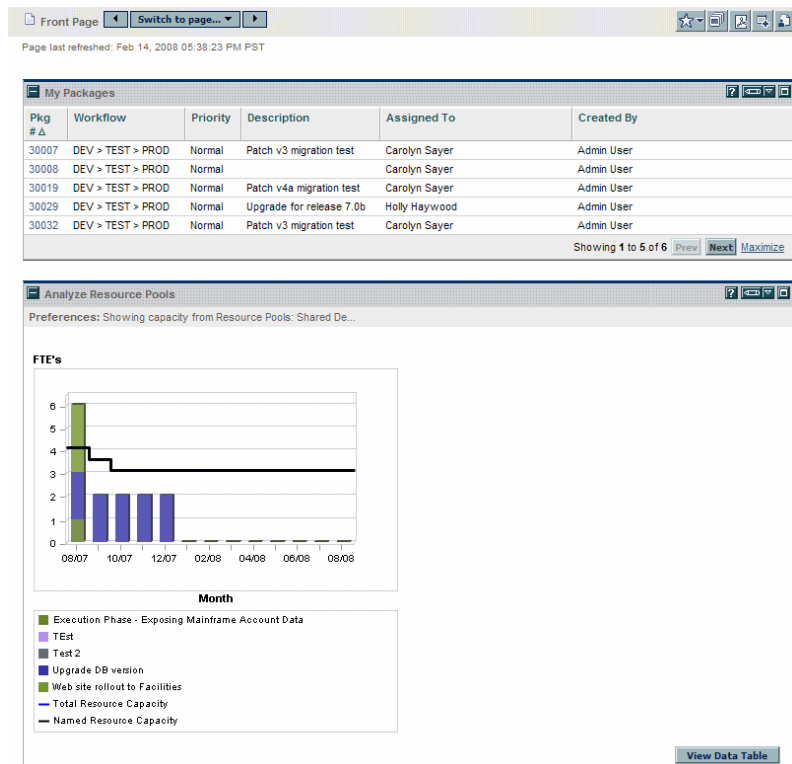 Front Page Switch to page...
Page last refreshed: Feb 14, 2008 05:38:23 PM PST
My Packages ?
Pkg # Δ Workflow Priority Description Assigned To Created By
30007 DEV > TEST > PROD Normal Patch v3 migration test Carolyn Sayer Admin User
30008 DEV > TEST > PROD Normal Carolyn Sayer Admin User
30019 DEV > TEST > PROD Normal Patch v4a migration test Carolyn Sayer Admin User
30029 DEV > TEST > PROD Normal Upgrade for release 7.0b Holly Haywood Admin User
30032 DEV > TEST > PROD Normal Patch v3 migration test Carolyn Sayer Admin User
Showing 1 to 5 of 6 Prev Next Maximize
Analyze Resource Pools ?
Preferences: Showing capacity from Resource Pools: Shared De...
FTE's
6
5
4
3
2
1
0
08/07 10/07 12/07 02/08 04/08 06/08 08/08
Month
Execution Phase - Exposing Mainframe Account Data
TEst
Test 2
Upgrade DB version
Web site rollout to Facilities
Total Resource Capacity
Named Resource Capacity
View Data Table